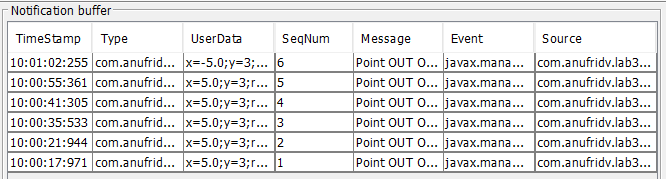 Notification buffer
TimeStamp Type UserData SeqNum Message Event Source
10:01:02:255 com.anufrid... x=-5.0;y=3;... 6 Point OUT O... javax.mana... com.anufridv.lab3...
10:00:55:361 com.anufrid... x=5.0;y=3;r... 5 Point OUT O... javax.mana... com.anufridv.lab3...
10:00:41:305 com.anufrid... x=5.0;y=3;r... 4 Point OUT O... javax.mana... com.anufridv.lab3...
10:00:35:533 com.anufrid... x=5.0;y=3;r... 3 Point OUT O... javax.mana... com.anufridv.lab3...
10:00:21:944 com.anufrid... x=5.0;y=3;r... 2 Point OUT O... javax.mana... com.anufridv.lab3...
10:00:17:971 com.anufrid... x=5.0;y=3;r... 1 Point OUT O... javax.mana... com.anufridv.lab3...